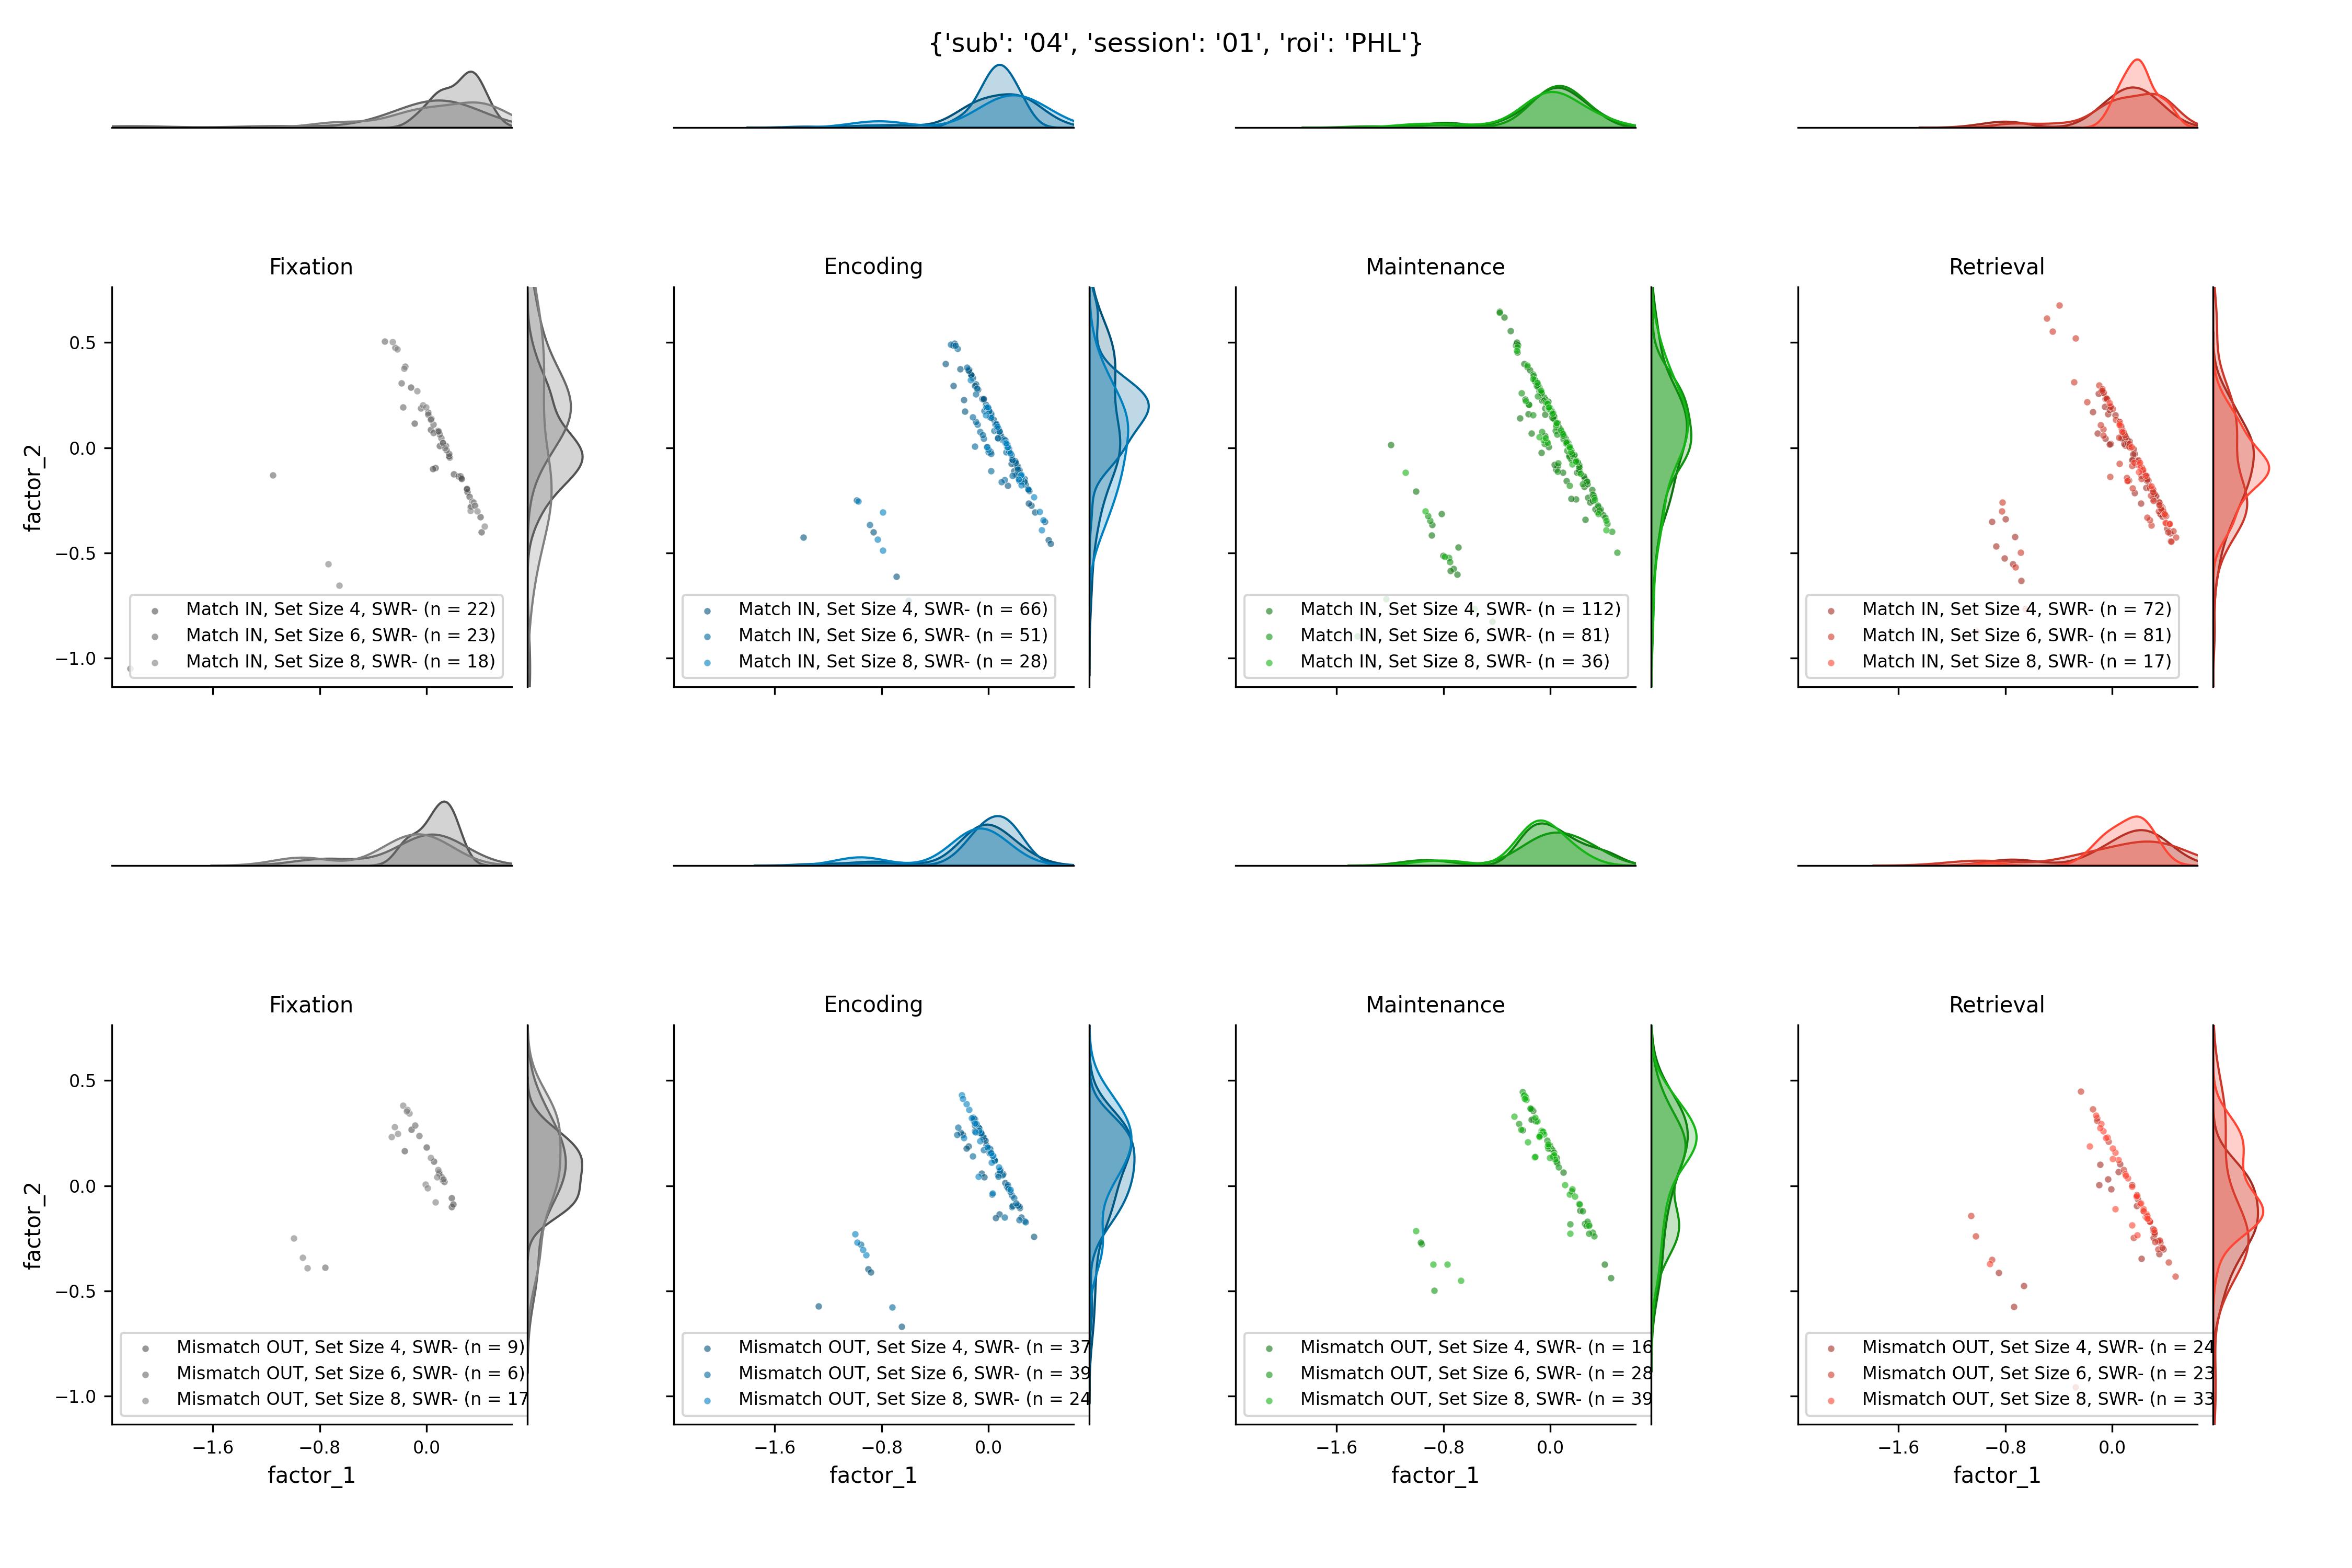 {'sub': '04', 'session': '01', 'roi': 'PHL'}
Fixation
Encoding
Maintenance
Retrieval
factor_2
0.5
0.0
−0.5
−1.0
Match IN, Set Size 4, SWR- (n = 22)
Match IN, Set Size 6, SWR- (n = 23)
Match IN, Set Size 8, SWR- (n = 18)
Match IN, Set Size 4, SWR- (n = 66)
Match IN, Set Size 6, SWR- (n = 51)
Match IN, Set Size 8, SWR- (n = 28)
Match IN, Set Size 4, SWR- (n = 112)
Match IN, Set Size 6, SWR- (n = 81)
Match IN, Set Size 8, SWR- (n = 36)
Match IN, Set Size 4, SWR- (n = 72)
Match IN, Set Size 6, SWR- (n = 81)
Match IN, Set Size 8, SWR- (n = 17)
Fixation
Encoding
Maintenance
Retrieval
factor_2
0.5
0.0
−0.5
−1.0
Mismatch OUT, Set Size 4, SWR- (n = 9)
Mismatch OUT, Set Size 6, SWR- (n = 6)
Mismatch OUT, Set Size 8, SWR- (n = 17
Mismatch OUT, Set Size 4, SWR- (n = 37
Mismatch OUT, Set Size 6, SWR- (n = 39
Mismatch OUT, Set Size 8, SWR- (n = 24
Mismatch OUT, Set Size 4, SWR- (n = 16
Mismatch OUT, Set Size 6, SWR- (n = 28
Mismatch OUT, Set Size 8, SWR- (n = 39
Mismatch OUT, Set Size 4, SWR- (n = 24
Mismatch OUT, Set Size 6, SWR- (n = 23
Mismatch OUT, Set Size 8, SWR- (n = 33
−1.6 −0.8 0.0
−1.6 −0.8 0.0
−1.6 −0.8 0.0
−1.6 −0.8 0.0
factor_1
factor_1
factor_1
factor_1